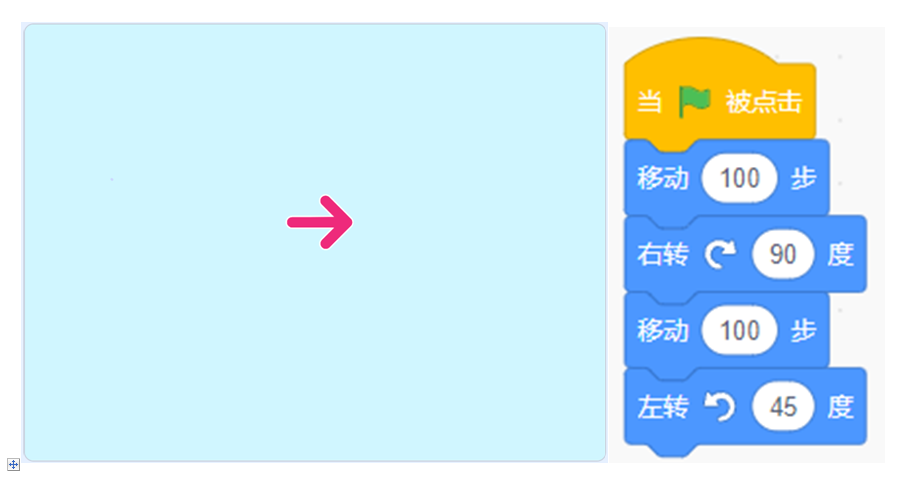 当 被点击
移动 100 步
右转 90 度
移动 100 步
左转 45 度